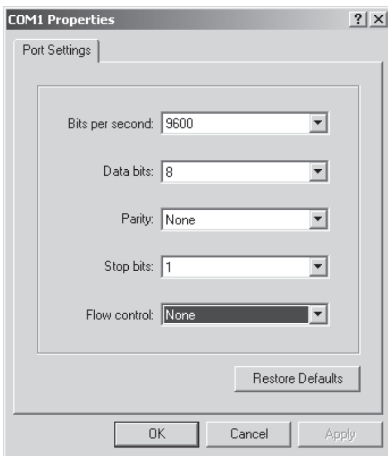 COM1 Properties
Port Settings
Bits per second: 9600
Data bits: 8
Parity: None
Stop bits: 1
Flow control: None
Restore Defaults
OK Cancel Apply